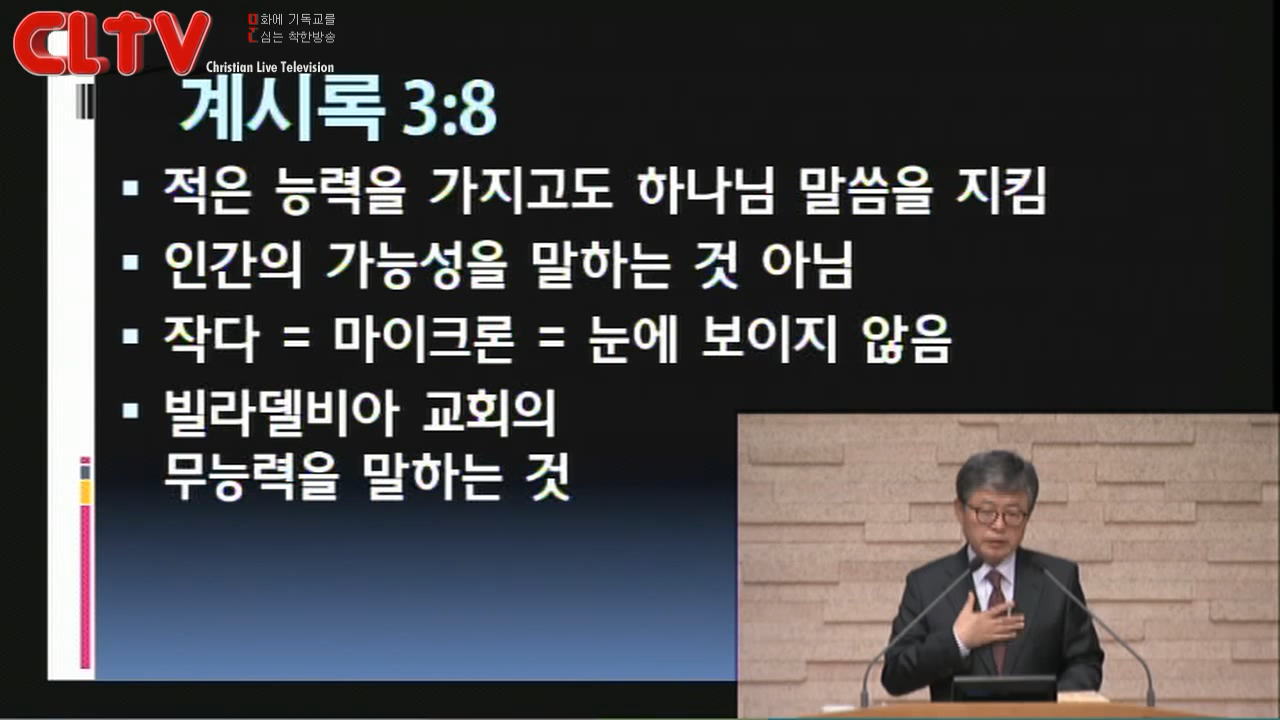 CLTV
문화에 기독교를
심는 착한방송
Christian Live Television
계시록 3:8
▪ 적은 능력을 가지고도 하나님 말씀을 지킴
▪ 인간의 가능성을 말하는 것 아님
▪ 작다 = 마이크론 = 눈에 보이지 않음
▪ 빌라델비아 교회의
무능력을 말하는 것